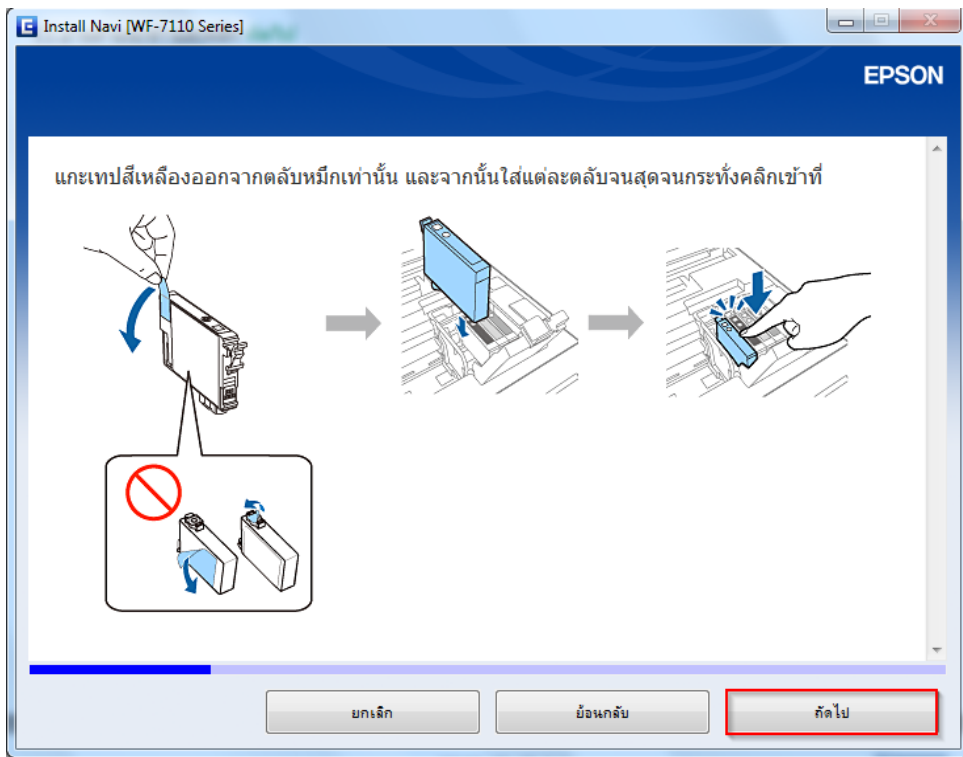 Install Navi [WF-7110 Series]
EPSON
แกะเทปสีเหลืองออกจากตลับหมึกเท่านั้น และจากนั้นใส่แต่ละตลับจนสุดจนกระทั่งคลิกเข้าที่
ยกเลิก
ย้อนกลับ
ถัดไป